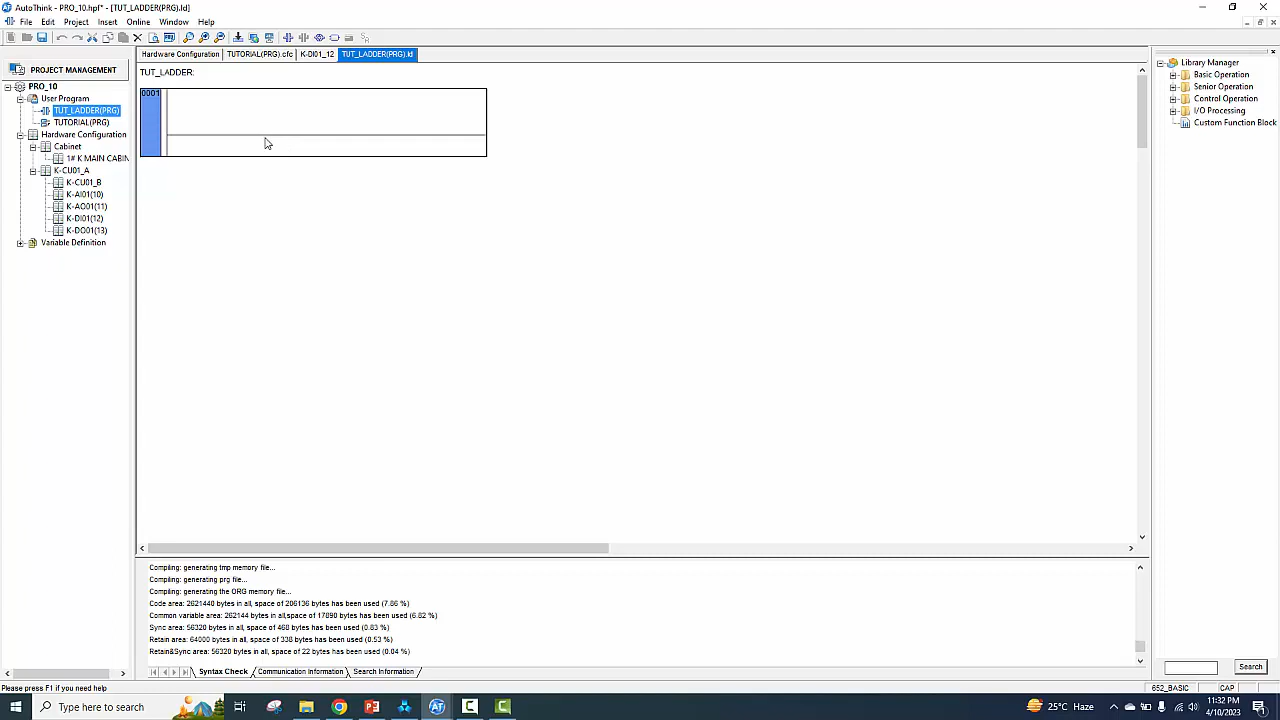 AutoThink - PRO_10.hpf* - [TUT_LADDER(PRG).ld]
File Edit Project Insert Online Window Help
Hardware Configuration TUTORIAL(PRG).cfc K-DI01_12 TUT_LADDER(PRG).ld
PROJECT MANAGEMENT
PRO_10
User Program
TUT_LADDER(PRG)
TUTORIAL(PRG)
Hardware Configuration
Cabinet
1# K MAIN CABIN
K-CU01_A
K-CU01_B
K-AI01(10)
K-AO01(11)
K-DI01(12)
K-DO01(13)
Variable Definition
TUT_LADDER:
0001
Library Manager
Basic Operation
Senior Operation
Control Operation
I/O Processing
Custom Function Block
Compiling: generating tmp memory file...
Compiling: generating prg file...
Compiling: generating the ORG memory file...
Code area: 2621440 bytes in all, space of 206136 bytes has been used (7.86 %)
Common variable area: 262144 bytes in all,space of 17890 bytes has been used (6.82 %)
Sync area: 56320 bytes in all, space of 468 bytes has been used (0.83 %)
Retain area: 64000 bytes in all, space of 338 bytes has been used (0.53 %)
Retain&Sync area: 56320 bytes in all, space of 22 bytes has been used (0.04 %)
Syntax Check Communication Information Search Information
Search
Please press F1 if you need help
652_BASIC CAP
Type here to search
25°C Haze
11:32 PM
4/10/2023